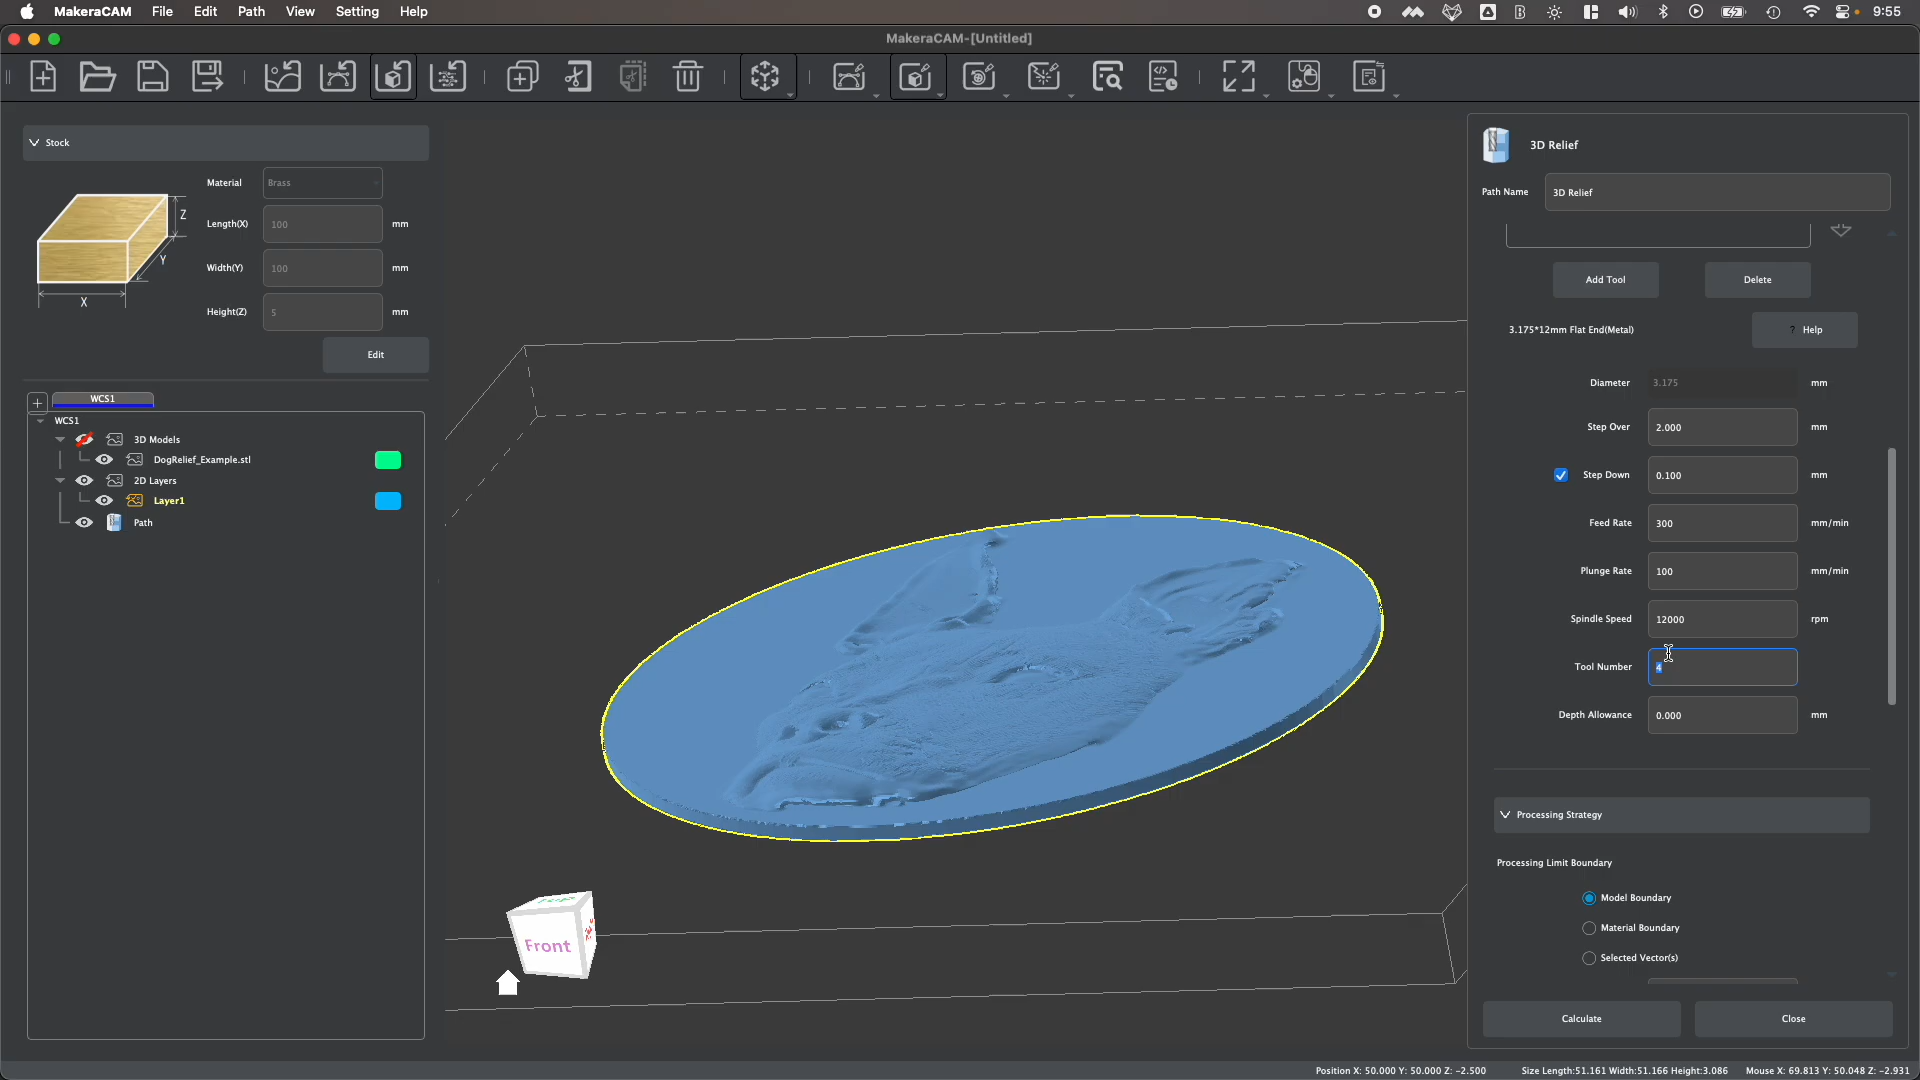 MakeraCAM File Edit Path View Setting Help
9:55
MakeraCAM-[Untitled]
Stock
Material Brass
Length(X) 100 mm
Width(Y) 100 mm
Height(Z) 5 mm
X Y Z
Edit
+ WCS1
WCS1
3D Models
DogRelief_Example.stl
2D Layers
Layer1
Path
Front
3D Relief
Path Name 3D Relief
Add Tool Delete
3.175*12mm Flat End(Metal) ? Help
Diameter 3.175 mm
Step Over 2.000 mm
Step Down 0.100 mm
Feed Rate 300 mm/min
Plunge Rate 100 mm/min
Spindle Speed 12000 rpm
Tool Number 4
Depth Allowance 0.000 mm
Processing Strategy
Processing Limit Boundary
Model Boundary
Material Boundary
Selected Vector(s)
Calculate Close
Position X: 50.000 Y: 50.000 Z: -2.500 Size Length:51.161 Width:51.166 Height:3.086 Mouse X: 69.813 Y: 50.048 Z: -2.931